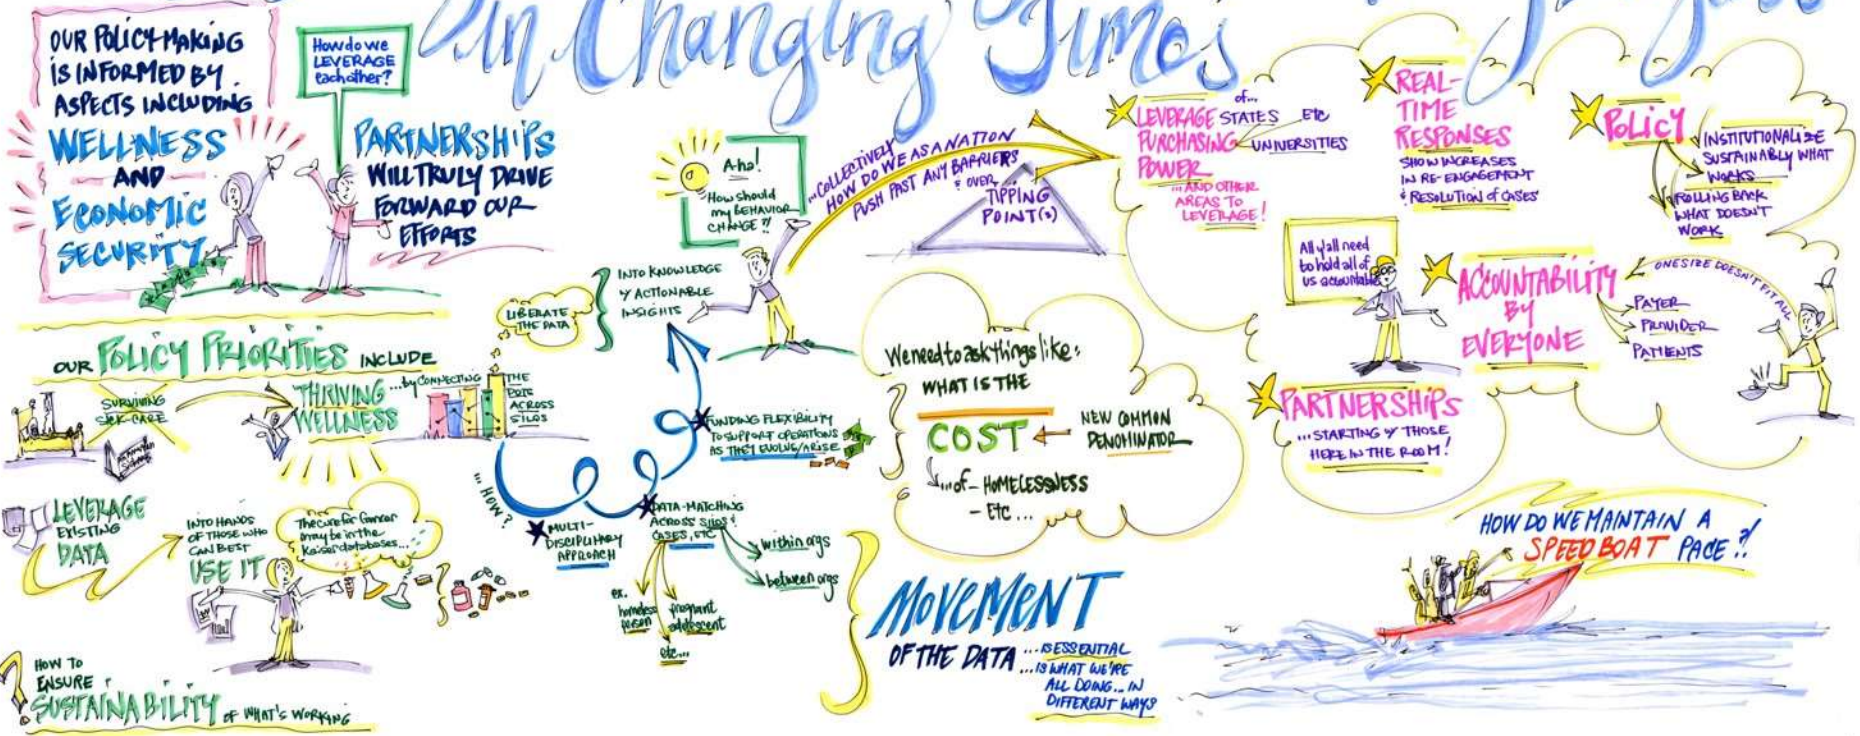 in Changing Times
OUR POLICY-MAKING
IS INFORMED BY
ASPECTS INCLUDING
WELLNESS
AND
ECONOMIC
SECURITY
How do we
LEVERAGE
each other?
PARTNERSHIPS
WILL TRULY DRIVE
FORWARD OUR
EFFORTS
OUR POLICY PRIORITIES INCLUDE
SURVIVING
SICK-CARE
THRIVING
WELLNESS
...by CONNECTING THE
DOTS
ACROSS
SILOS
LIBERATE
THE DATA
INTO KNOWLEDGE
ACTIONABLE
INSIGHTS
A-ha!
How should
my BEHAVIOR
CHANGE?!
LEVERAGE
EXISTING
DATA
INTO HANDS
OF THOSE WHO
CAN BEST
USE IT
The cure for Cancer
may be in the
Kaiser databases...
HOW TO
ENSURE
SUSTAINABILITY OF WHAT'S WORKING
...HOW?
MULTI-
DISCIPLINARY
APPROACH
DATA-MATCHING
ACROSS SILOS &
CASES, ETC
within orgs
between orgs
ex.
homeless
person
pregnant
adolescent
etc...
FUNDING FLEXIBILITY
TO SUPPORT OPERATIONS
AS THEY EVOLVE/ARISE
...COLLECTIVELY
HOW DO WE AS A NATION
PUSH PAST ANY BARRIERS
& OVER
TIPPING
POINT(s)
We need to ask things like:
WHAT IS THE
COST
NEW COMMON
DENOMINATOR
...of - HOMELESSNESS
- ETC...
MOVEMENT
OF THE DATA ...IS ESSENTIAL
...IS WHAT WE'RE
ALL DOING... IN
DIFFERENT WAYS
LEVERAGE
PURCHASING
POWER
of...
STATES ETC
UNIVERSITIES
...AND OTHER
AREAS TO
LEVERAGE!
REAL-
TIME
RESPONSES
SHOW INCREASES
IN RE-ENGAGEMENT
& RESOLUTION of CASES
POLICY
INSTITUTIONALIZE
SUSTAINABLY WHAT
WORKS
ROLLING BACK
WHAT DOESN'T
WORK
All y'all need
to hold all of
us accountable
ACCOUNTABILITY
BY
EVERYONE
ONE SIZE DOESN'T FIT ALL
PAYER
PROVIDER
PATIENTS
PARTNERSHIPS
...STARTING w/ THOSE
HERE IN THE ROOM!
HOW DO WE MAINTAIN A
SPEED BOAT PACE?!